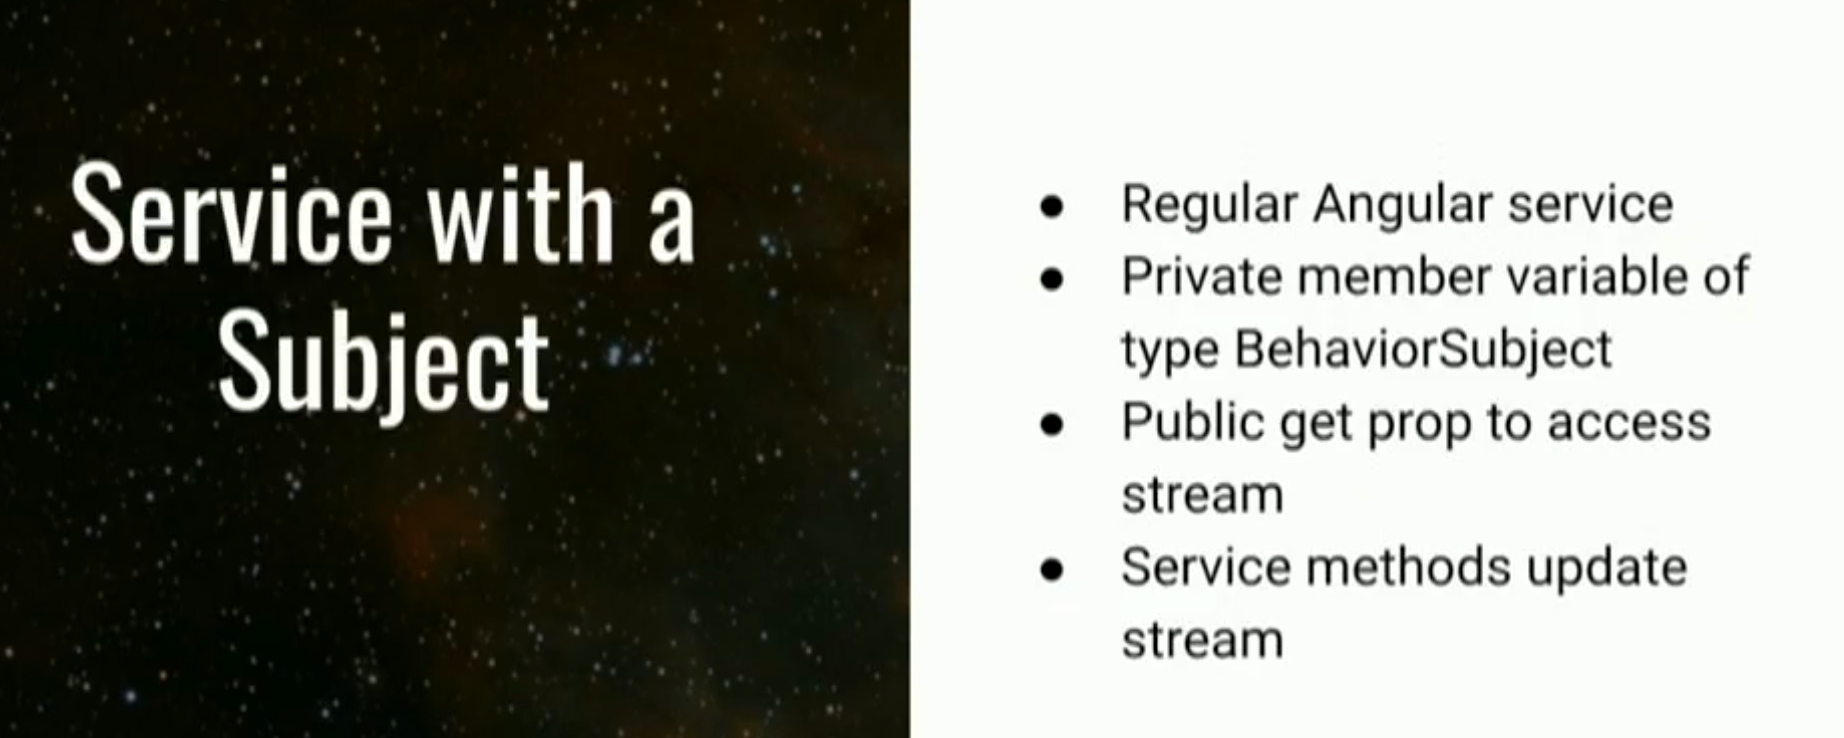 Service with a
Subject
● Regular Angular service
● Private member variable of
type BehaviorSubject
● Public get prop to access
stream
● Service methods update
stream